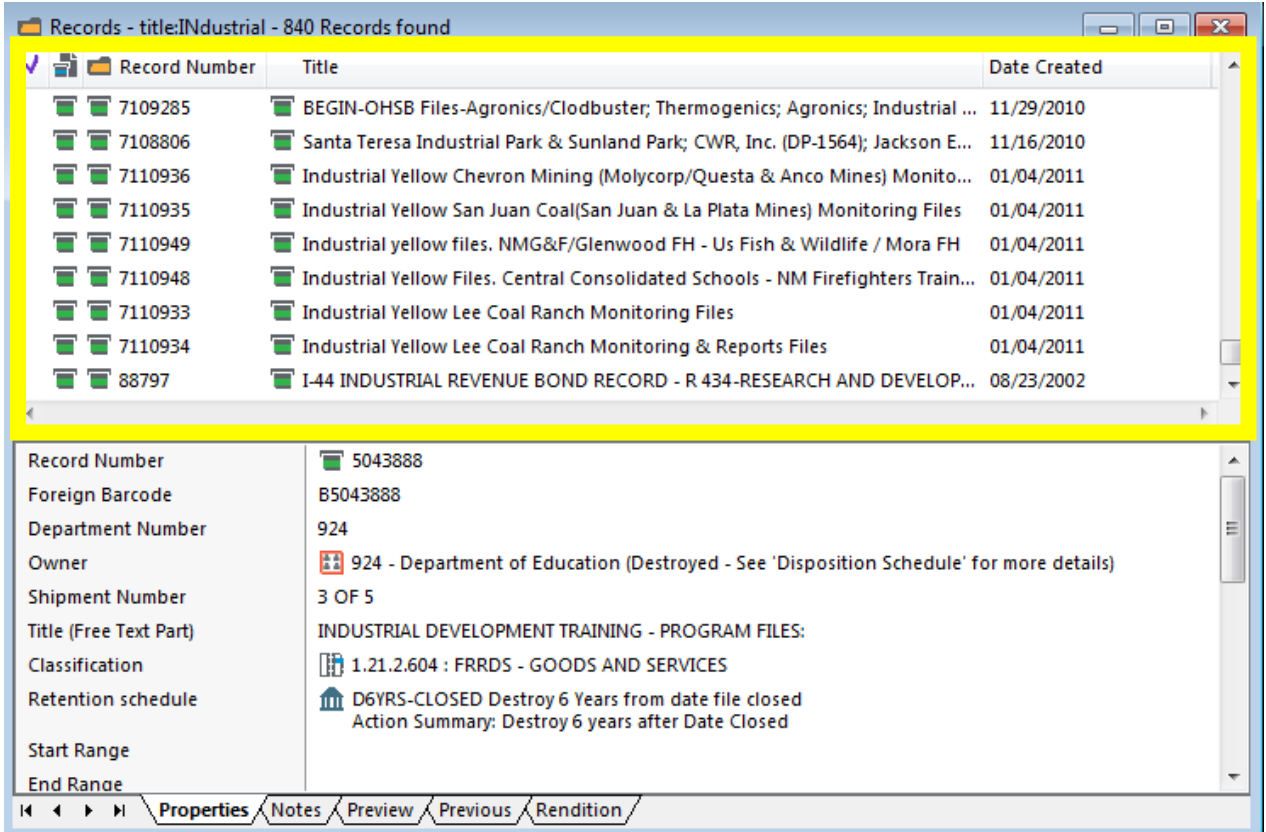 Records - title:INdustrial - 840 Records found
Record Number Title Date Created
7109285 BEGIN-OHSB Files-Agronics/Clodbuster; Thermogenics; Agronics; Industrial ... 11/29/2010
7108806 Santa Teresa Industrial Park & Sunland Park; CWR, Inc. (DP-1564); Jackson E... 11/16/2010
7110936 Industrial Yellow Chevron Mining (Molycorp/Questa & Anco Mines) Monito... 01/04/2011
7110935 Industrial Yellow San Juan Coal(San Juan & La Plata Mines) Monitoring Files 01/04/2011
7110949 Industrial yellow files. NMG&F/Glenwood FH - Us Fish & Wildlife / Mora FH 01/04/2011
7110948 Industrial Yellow Files. Central Consolidated Schools - NM Firefighters Train... 01/04/2011
7110933 Industrial Yellow Lee Coal Ranch Monitoring Files 01/04/2011
7110934 Industrial Yellow Lee Coal Ranch Monitoring & Reports Files 01/04/2011
88797 I-44 INDUSTRIAL REVENUE BOND RECORD - R 434-RESEARCH AND DEVELOP... 08/23/2002
Record Number 5043888
Foreign Barcode B5043888
Department Number 924
Owner 924 - Department of Education (Destroyed - See 'Disposition Schedule' for more details)
Shipment Number 3 OF 5
Title (Free Text Part) INDUSTRIAL DEVELOPMENT TRAINING - PROGRAM FILES:
Classification 1.21.2.604 : FRRDS - GOODS AND SERVICES
Retention schedule D6YRS-CLOSED Destroy 6 Years from date file closed
Action Summary: Destroy 6 years after Date Closed
Start Range
End Range
Properties Notes Preview Previous Rendition